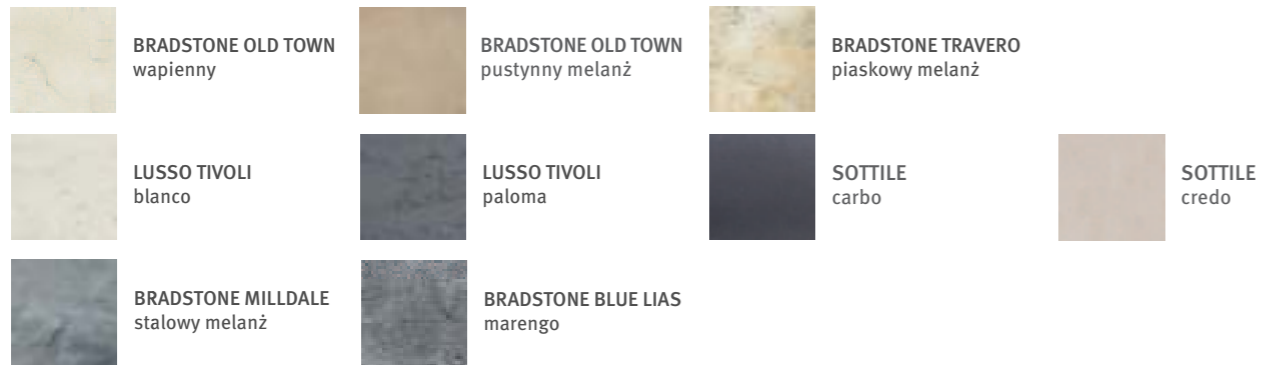 BRADSTONE OLD TOWN
wapienny
BRADSTONE OLD TOWN
pustynny melanż
BRADSTONE TRAVERO
piaskowy melanż
LUSSO TIVOLI
blanco
LUSSO TIVOLI
paloma
SOTTILE
carbo
SOTTILE
credo
BRADSTONE MILLDALE
stalowy melanż
BRADSTONE BLUE LIAS
marengo